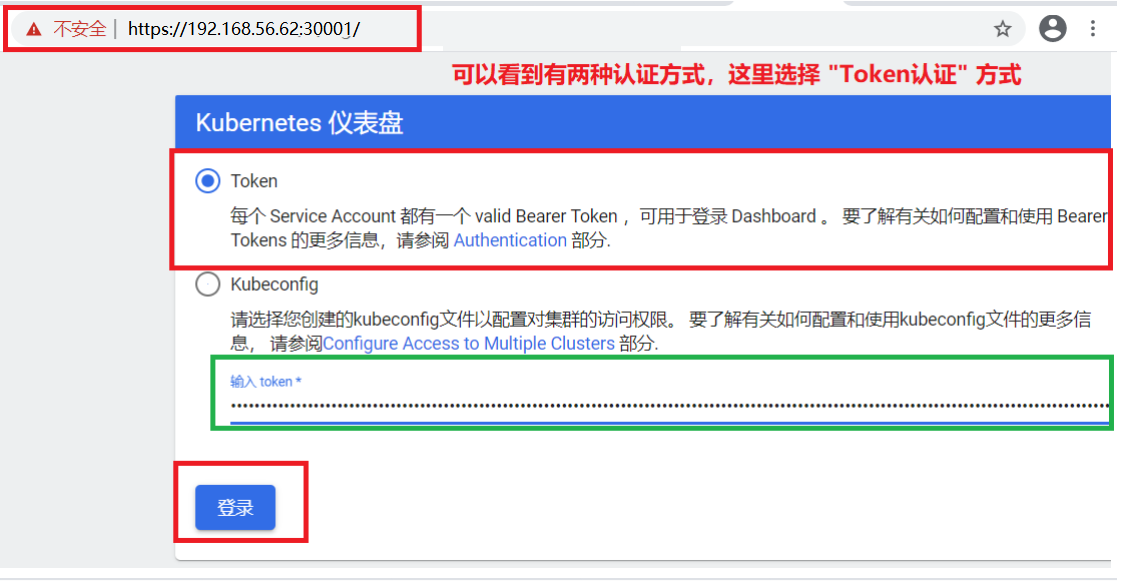 不安全 | https://192.168.56.62:30001/
可以看到有两种认证方式，这里选择 "Token认证" 方式
Kubernetes 仪表盘
Token
每个 Service Account 都有一个 valid Bearer Token ，可用于登录 Dashboard 。 要了解有关如何配置和使用 Bearer
Tokens 的更多信息，请参阅 Authentication 部分.
Kubeconfig
请选择您创建的kubeconfig文件以配置对集群的访问权限。 要了解有关如何配置和使用kubeconfig文件的更多信
息， 请参阅Configure Access to Multiple Clusters 部分.
输入 token *
登录